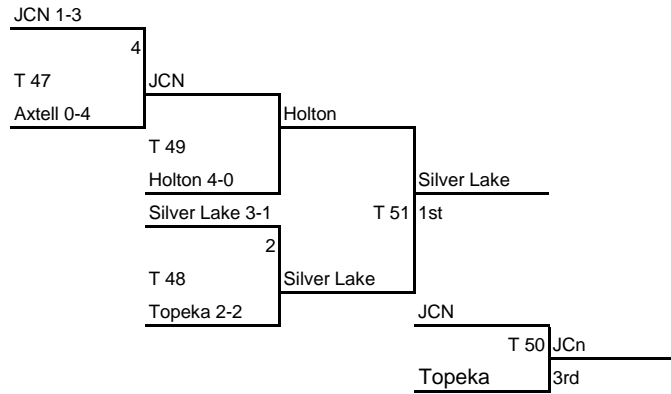 JCN 1-3
4
T 47
JCN
Axtell 0-4
Holton
T 49
Holton 4-0
Silver Lake
Silver Lake 3-1
T 51 1st
2
T 48
Silver Lake
Topeka 2-2
JCN
T 50 JCn
Topeka
3rd